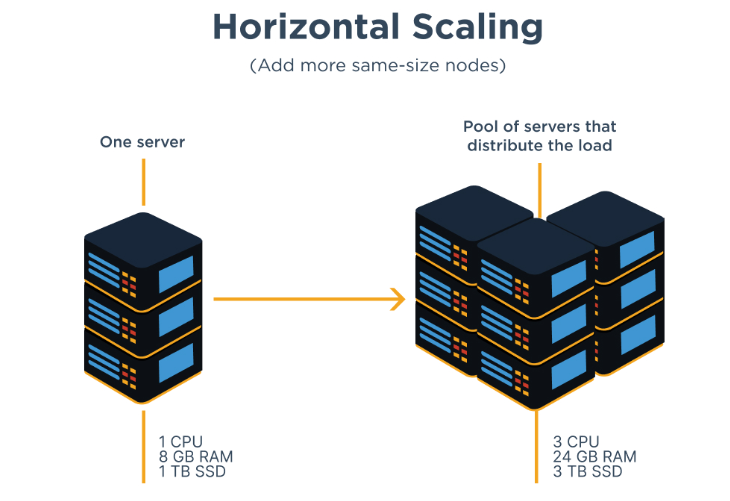 Horizontal Scaling
(Add more same-size nodes)
One server
Pool of servers that
distribute the load
1 CPU
8 GB RAM
1 TB SSD
3 CPU
24 GB RAM
3 TB SSD